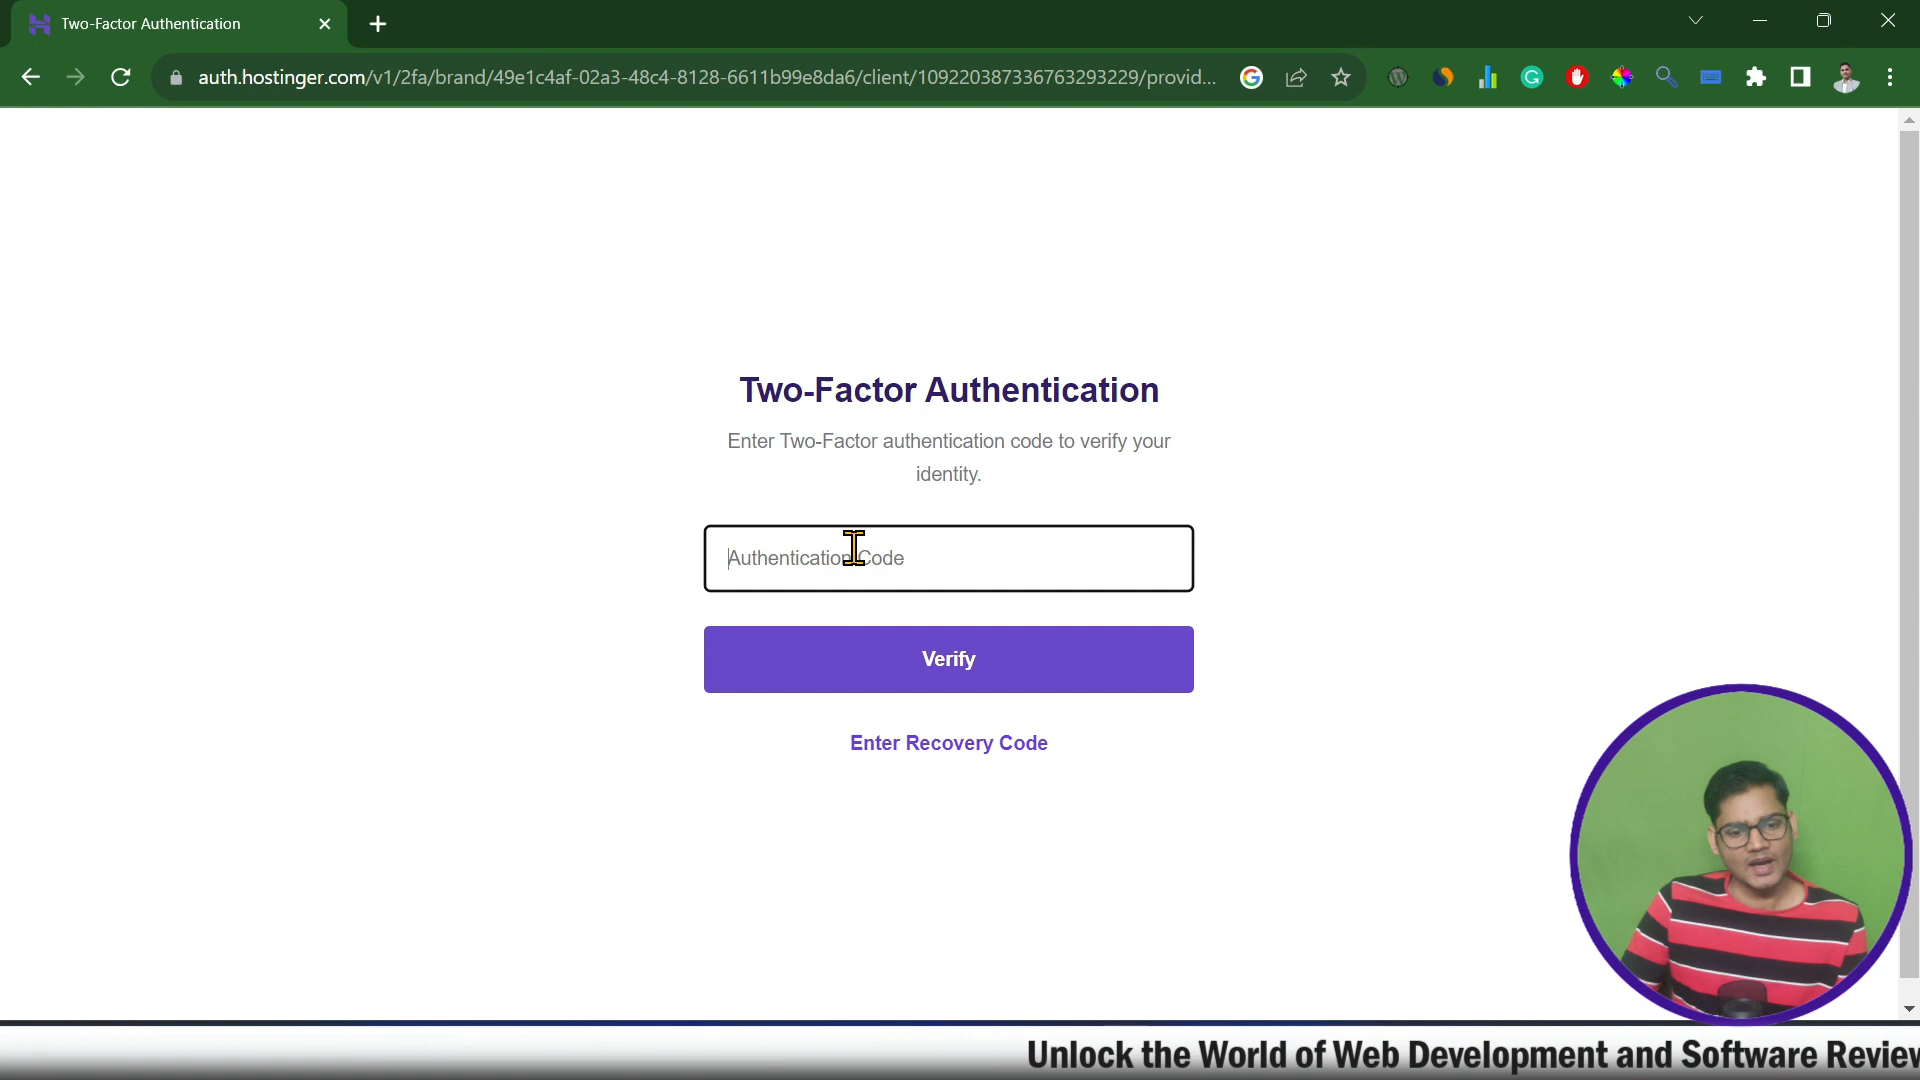 Two-Factor Authentication
auth.hostinger.com/v1/2fa/brand/49e1c4af-02a3-48c4-8128-6611b99e8da6/client/109220387336763293229/provid...
Two-Factor Authentication
Enter Two-Factor authentication code to verify your
identity.
Authentication Code
Verify
Enter Recovery Code
Unlock the World of Web Development and Software Review